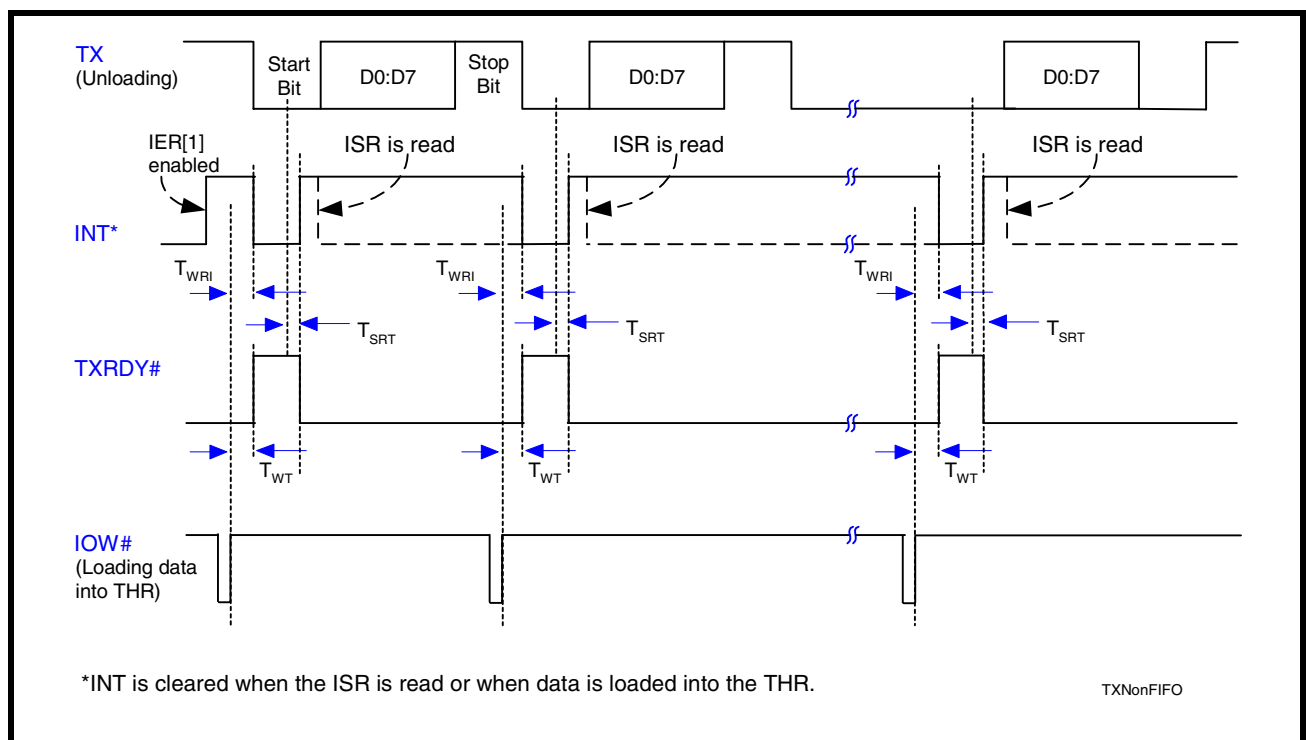 TX
(Unloading)
Start
Bit
D0:D7
Stop
Bit
D0:D7
D0:D7
IER[1]
enabled
ISR is read
ISR is read
ISR is read
INT*
TWRI
TWRI
TWRI
TSRT
TSRT
TSRT
TXRDY#
TWT
TWT
TWT
IOW#
(Loading data
into THR)
*INT is cleared when the ISR is read or when data is loaded into the THR.
TXNonFIFO